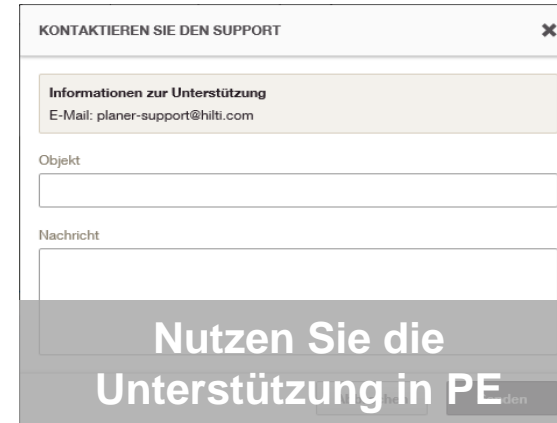 KONTAKTIEREN SIE DEN SUPPORT
Informationen zur Unterstützung
E-Mail: planer-support@hilti.com
Objekt
Nachricht
Nutzen Sie die
Unterstützung in PE